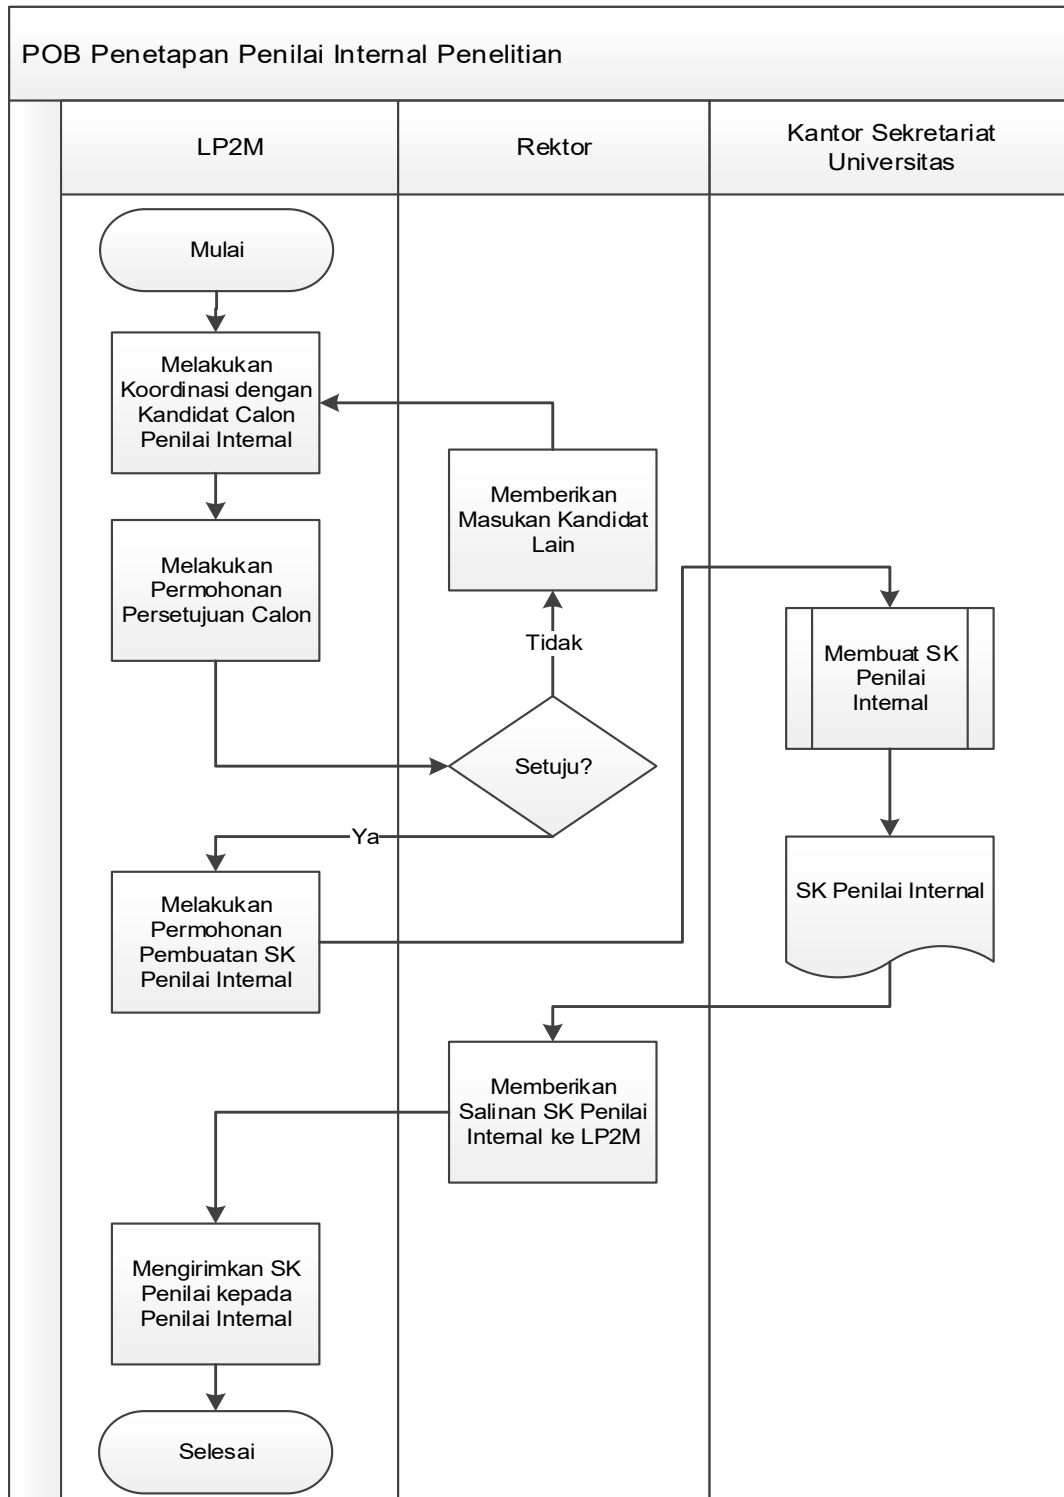 POB Penetapan Penilai Internal Penelitian
LP2M
Rektor
Kantor Sekretariat
Universitas
Mulai
Melakukan
Koordinasi dengan
Kandidat Calon
Penilai Internal
Memberikan
Masukan Kandidat
Lain
Melakukan
Permohonan
Persetujuan Calon
Tidak
Membuat SK
Penilai
Internal
Setuju?
Ya
Melakukan
Permohonan
Pembuatan SK
Penilai Internal
SK Penilai Internal
Memberikan
Salinan SK Penilai
Internal ke LP2M
Mengirimkan SK
Penilai kepada
Penilai Internal
Selesai